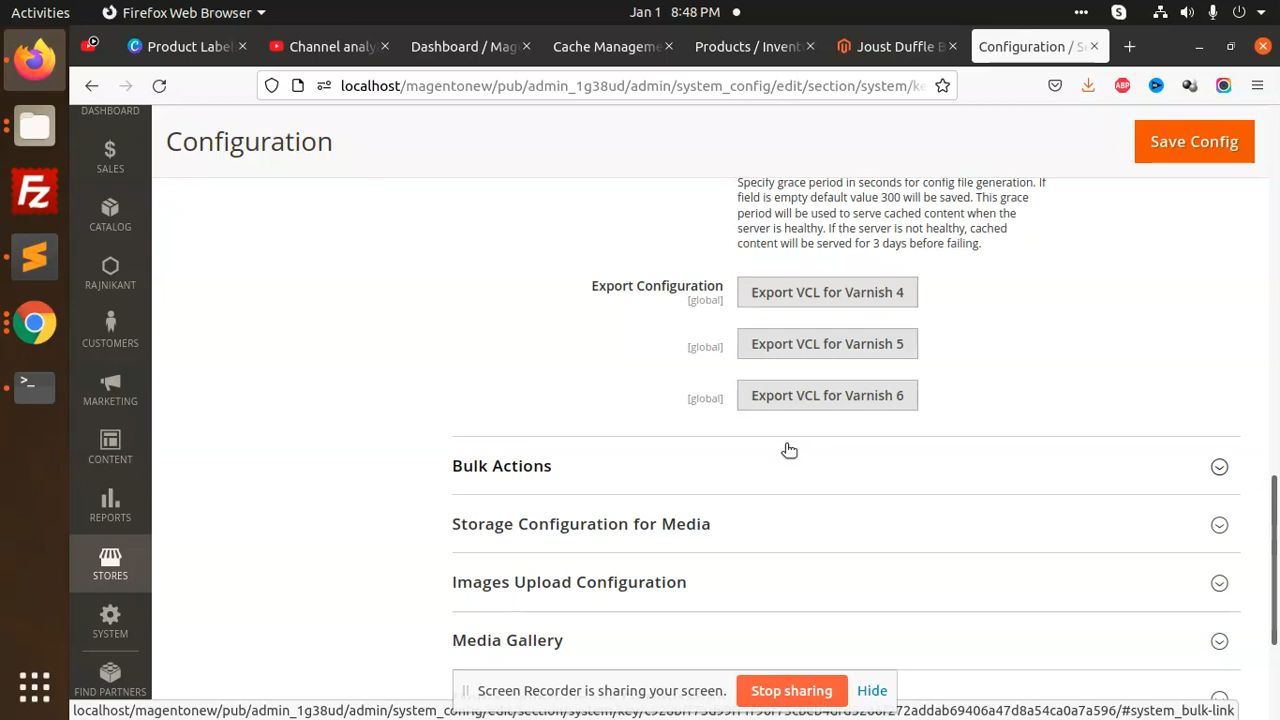 Activities
Firefox Web Browser
Jan 1 8:48 PM
Product Label
Channel analy
Dashboard / Mag
Cache Manageme
Products / Invent
Joust Duffle B
Configuration / S
localhost/magentonew/pub/admin_1g38ud/admin/system_config/edit/section/system/ke
DASHBOARD
SALES
CATALOG
RAJNIKANT
CUSTOMERS
MARKETING
CONTENT
REPORTS
STORES
SYSTEM
FIND PARTNERS
Configuration
Save Config
Specify grace period in seconds for config file generation. If
field is empty default value 300 will be saved. This grace
period will be used to serve cached content when the
server is healthy. If the server is not healthy, cached
content will be served for 3 days before failing.
Export Configuration
[global]
Export VCL for Varnish 4
[global]
Export VCL for Varnish 5
[global]
Export VCL for Varnish 6
Bulk Actions
Storage Configuration for Media
Images Upload Configuration
Media Gallery
Screen Recorder is sharing your screen.
Stop sharing
Hide